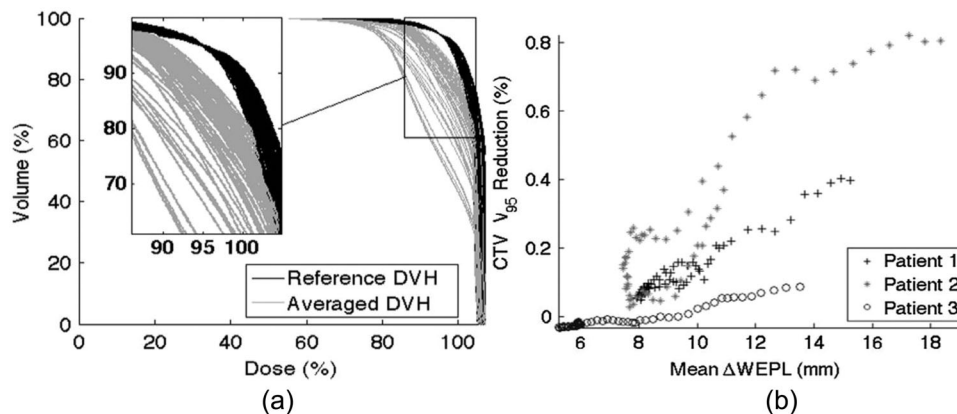 100
80
60
40
20
0
0 20 40 60 80 100
Volume (%)
Dose (%)
90
80
70
90 95 100
Reference DVH
Averaged DVH
(a)
0.8
0.6
0.4
0.2
0
6 8 10 12 14 16 18
CTV V95 Reduction (%)
Mean ΔWEPL (mm)
Patient 1
Patient 2
Patient 3
(b)